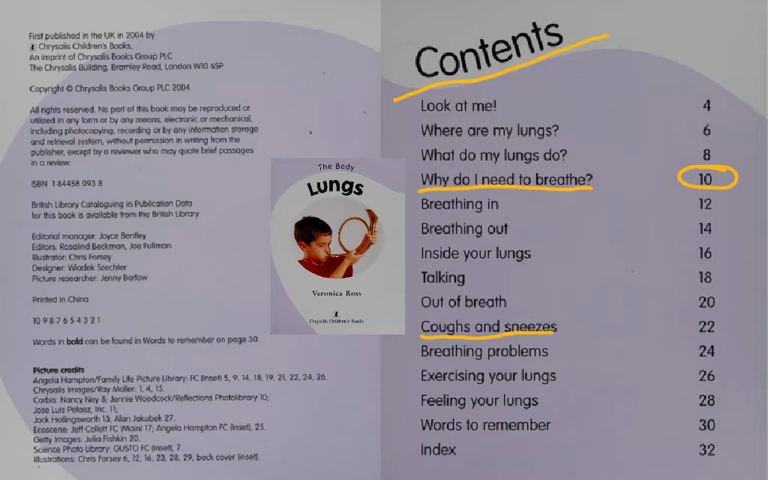 First published in the UK in 2004 by
Chrysalis Children's Books,
An imprint of Chrysalis Books Group PLC
The Chrysalis Building, Bramley Road, London W10 6SP
Copyright © Chrysalis Books Group PLC 2004
All rights reserved. No part of this book may be reproduced or
utilized in any form or by any means, electronic or mechanical,
including photocopying, recording or by any information storage
and retrieval system, without permission in writing from the
publisher, except by a reviewer who may quote brief passages
in a review.
ISBN 1 84458 093 8
British Library Cataloguing in Publication Data
for this book is available from the British Library.
Editorial manager: Joyce Bentley
Editors: Rosalind Beckman, Joe Fullman
Illustrator: Chris Forsey
Designer: Wladek Szechter
Picture researcher: Jenny Barlow
Printed in China
10 9 8 7 6 5 4 3 2 1
Words in bold can be found in Words to remember on page 30.
Picture credits
Angela Hampton/Family Life Picture Library: FC (inset) 5, 9, 14, 18, 19, 21, 22, 24, 26.
Chrysalis Images/Ray Moller: 1, 4, 15.
Corbis: Nancy Ney 8, Jennie Woodcock/Reflections Photolibrary 10;
Jose Luis Pelaez, Inc. 11;
Jack Hollingsworth 13; Alan Jakubek 27.
Ecoscene: Jeff Collett FC (Main) 17; Angela Hampton FC (inset), 25.
Getty Images: Julia Fishkin 20.
Science Photo Library: GUSTO FC (inset), 7.
Illustrations: Chris Forsey 6, 12, 16, 23, 28, 29, back cover (inset).
The Body
Lungs
Veronica Ross
Chrysalis Children's Books
Contents
Look at me! 4
Where are my lungs? 6
What do my lungs do? 8
Why do I need to breathe? 10
Breathing in 12
Breathing out 14
Inside your lungs 16
Talking 18
Out of breath 20
Coughs and sneezes 22
Breathing problems 24
Exercising your lungs 26
Feeling your lungs 28
Words to remember 30
Index 32